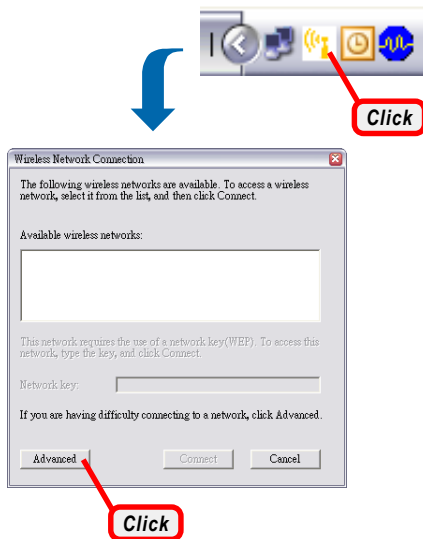 Click
Wireless Network Connection
The following wireless networks are available. To access a wireless
network, select it from the list, and then click Connect.
Available wireless networks:
This network requires the use of a network key(WEP). To access this
network, type the key, and click Connect.
Network key:
If you are having difficulty connecting to a network, click Advanced.
Advanced
Connect
Cancel
Click